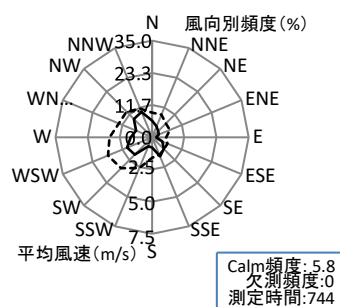 N 風向別頻度(%)
35.0
NNW NNE
NW 23.3 NE
WN... 11.7 ENE
W 0.0 E
WSW 2.5 ESE
SW 5.0 SE
SSW SSE
平均風速(m/s) 7.5
S
Calm頻度: 5.8
欠測頻度:0
測定時間:744